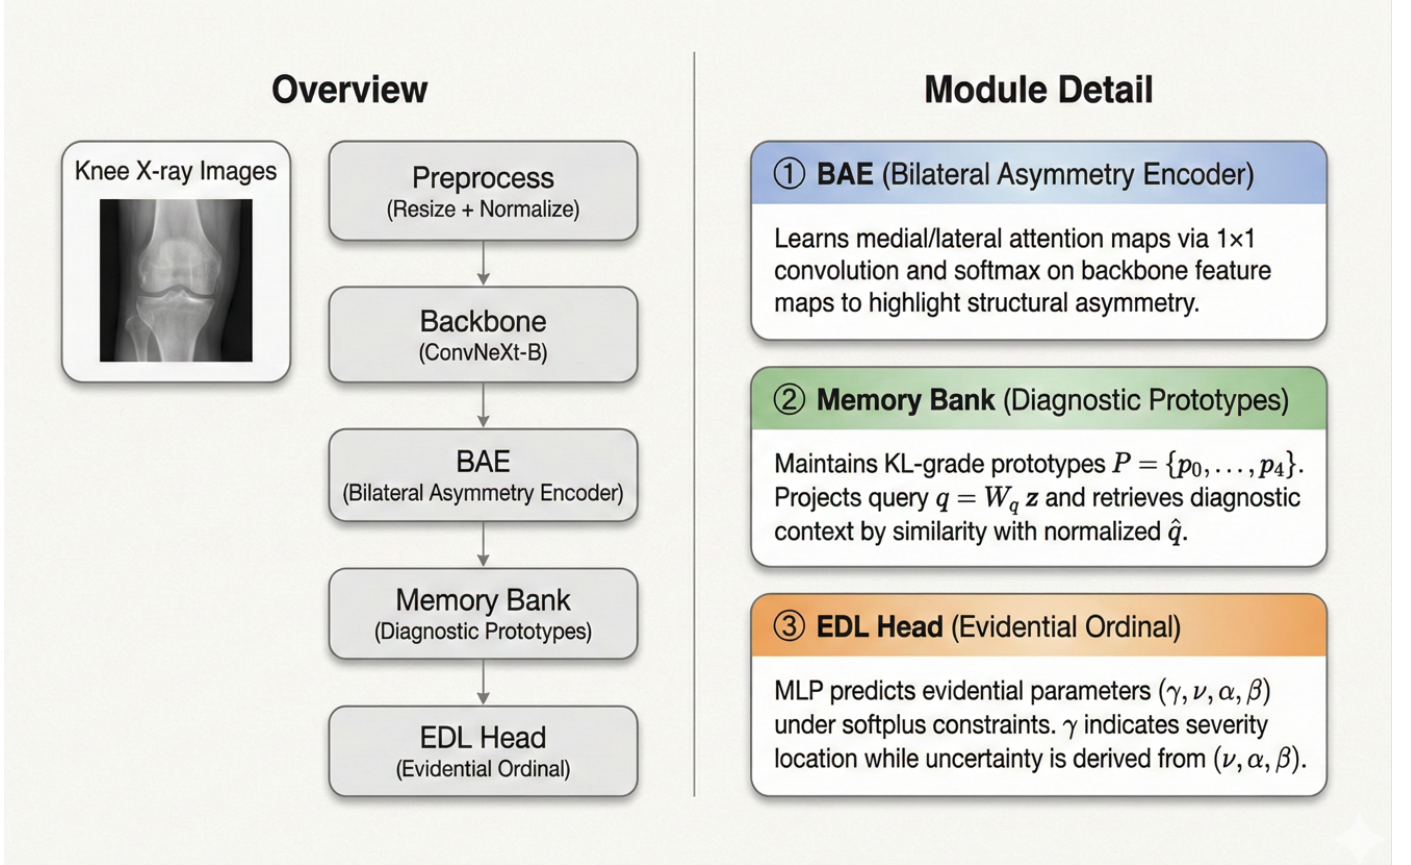 Overview
Knee X-ray Images
Preprocess
(Resize + Normalize)
Backbone
(ConvNeXt-B)
BAE
(Bilateral Asymmetry Encoder)
Memory Bank
(Diagnostic Prototypes)
EDL Head
(Evidential Ordinal)
Module Detail
① BAE (Bilateral Asymmetry Encoder)
Learns medial/lateral attention maps via 1×1
convolution and softmax on backbone feature
maps to highlight structural asymmetry.
② Memory Bank (Diagnostic Prototypes)
Maintains KL-grade prototypes P = {p₀, . . . , p₄}.
Projects query q = W_q z and retrieves diagnostic
context by similarity with normalized q̂.
③ EDL Head (Evidential Ordinal)
MLP predicts evidential parameters (γ, ν, α, β)
under softplus constraints. γ indicates severity
location while uncertainty is derived from (ν, α, β).